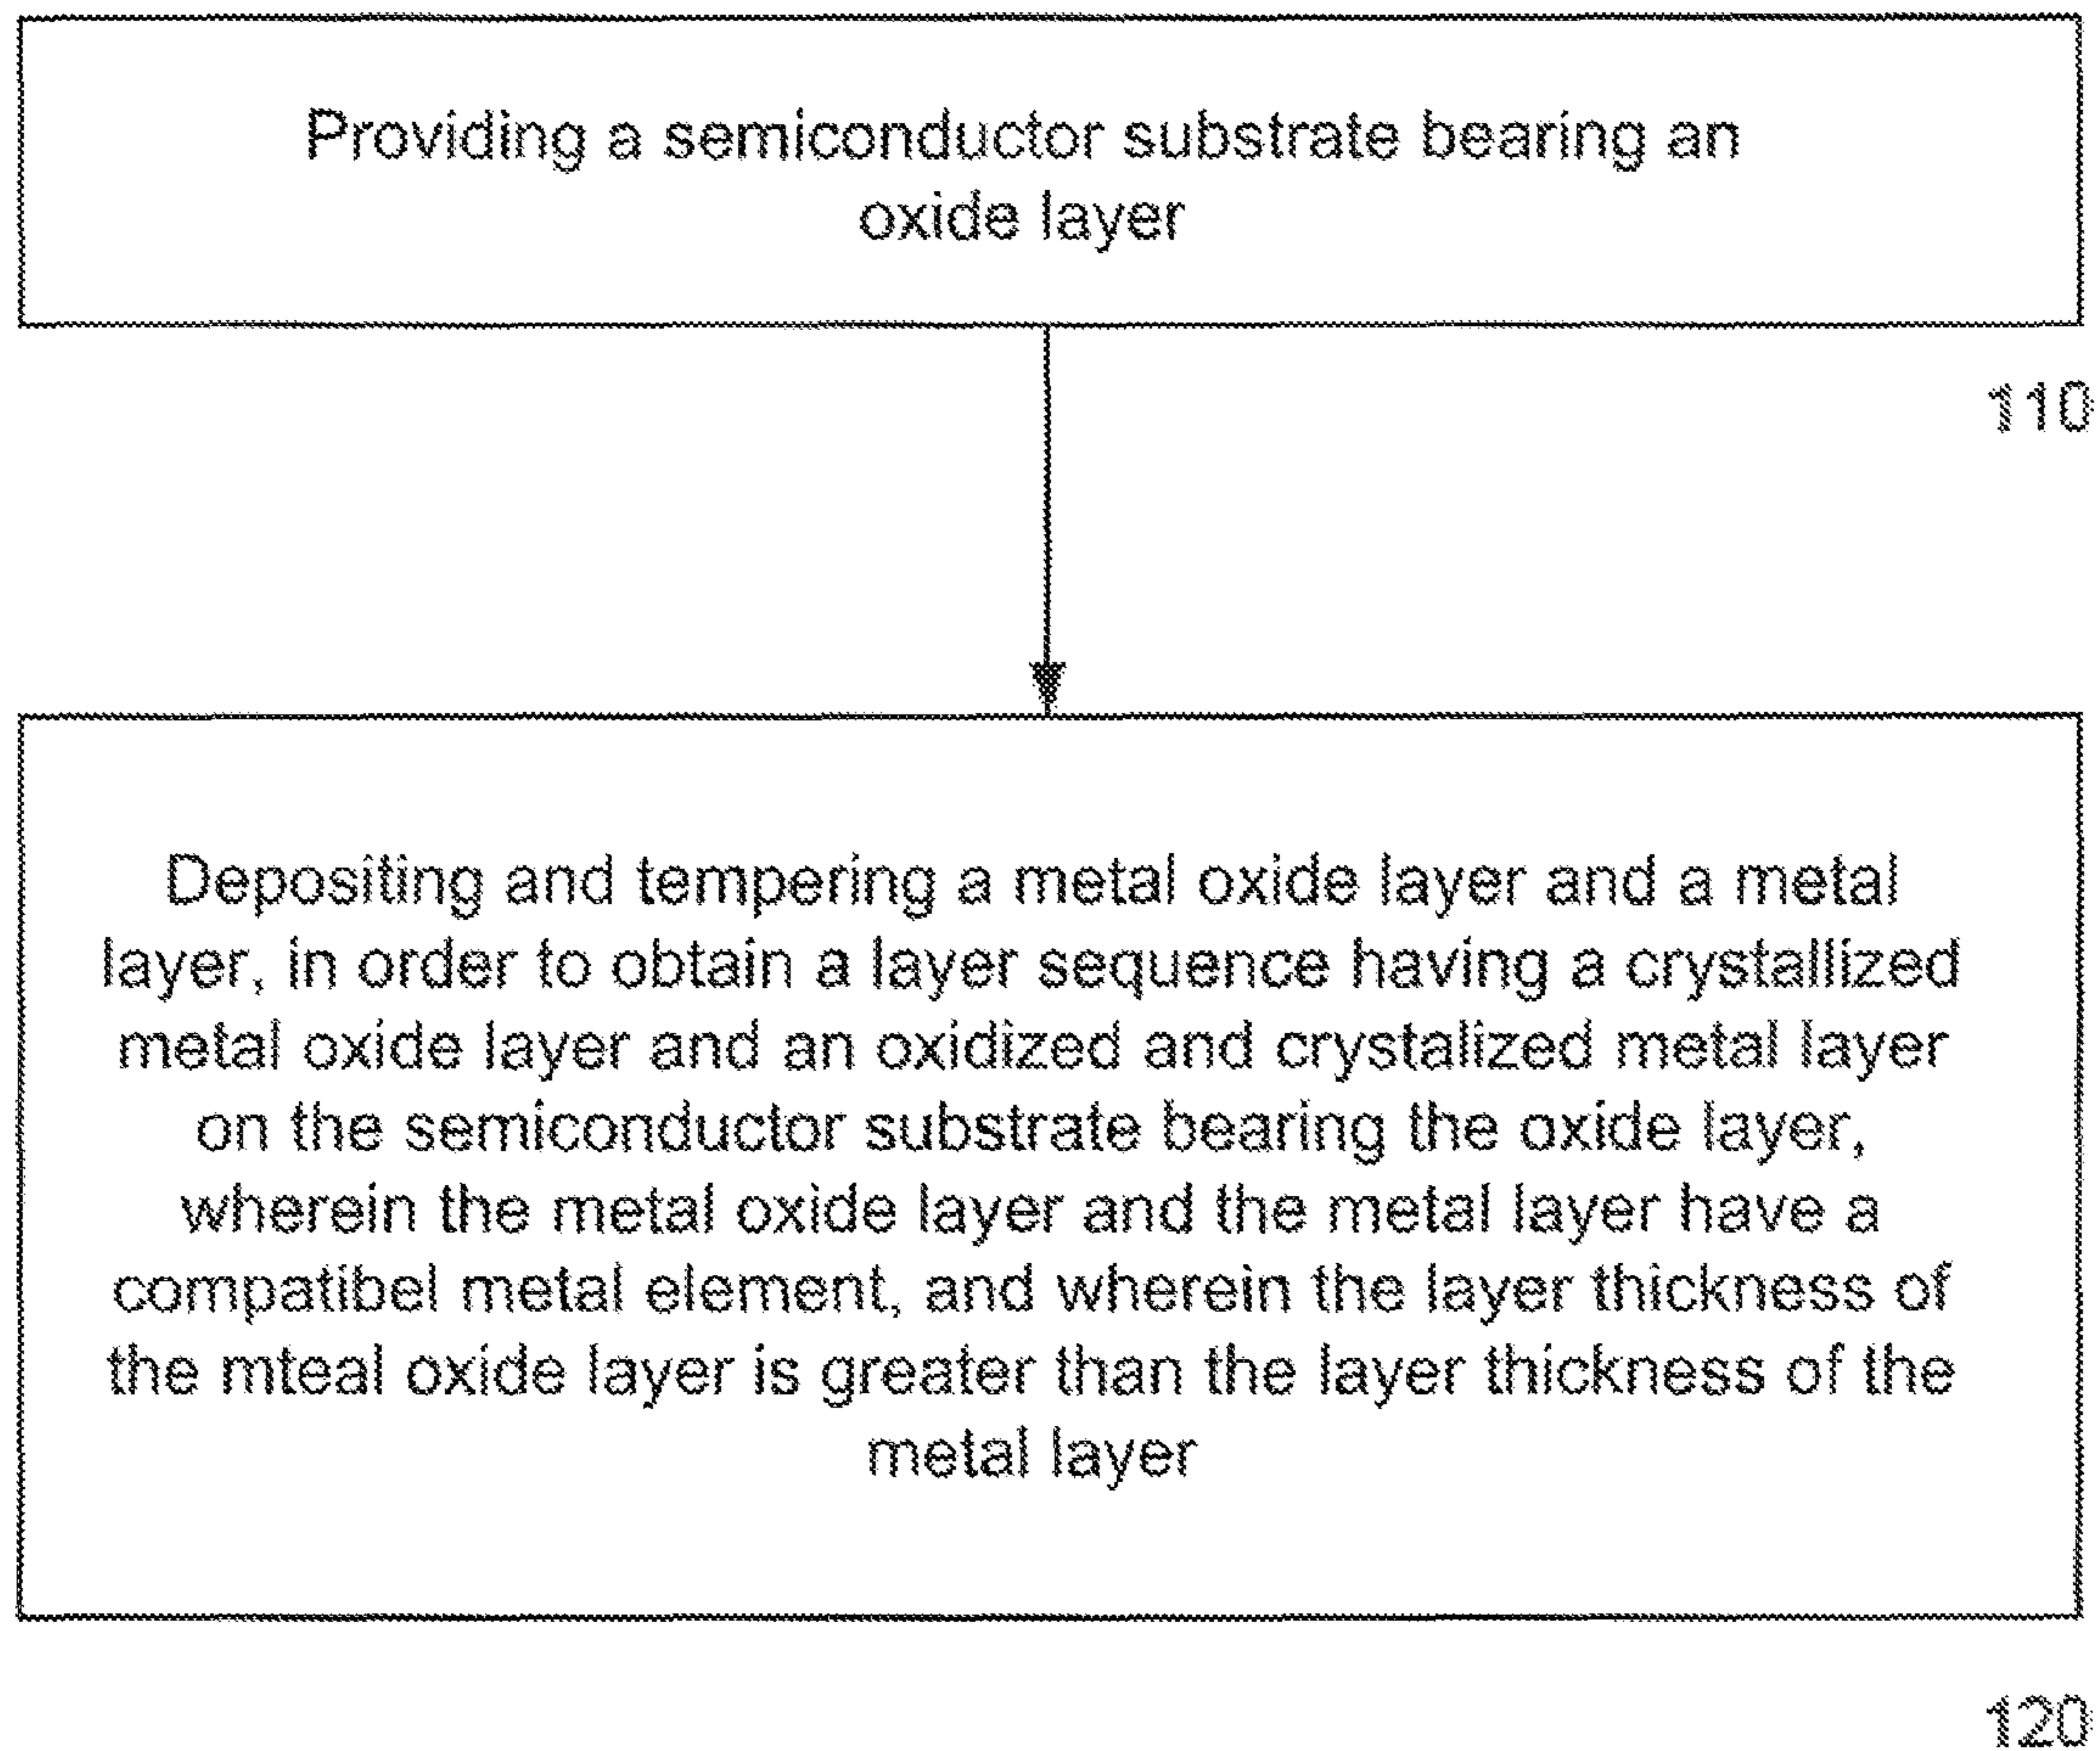 Providing a semiconductor substrate bearing an
oxide layer
110
Depositing and tempering a metal oxide layer and a metal
layer, in order to obtain a layer sequence having a crystallized
metal oxide layer and an oxidized and crystalized metal layer
on the semiconductor substrate bearing the oxide layer,
wherein the metal oxide layer and the metal layer have a
compatibel metal element, and wherein the layer thickness of
the mteal oxide layer is greater than the layer thickness of the
metal layer
120